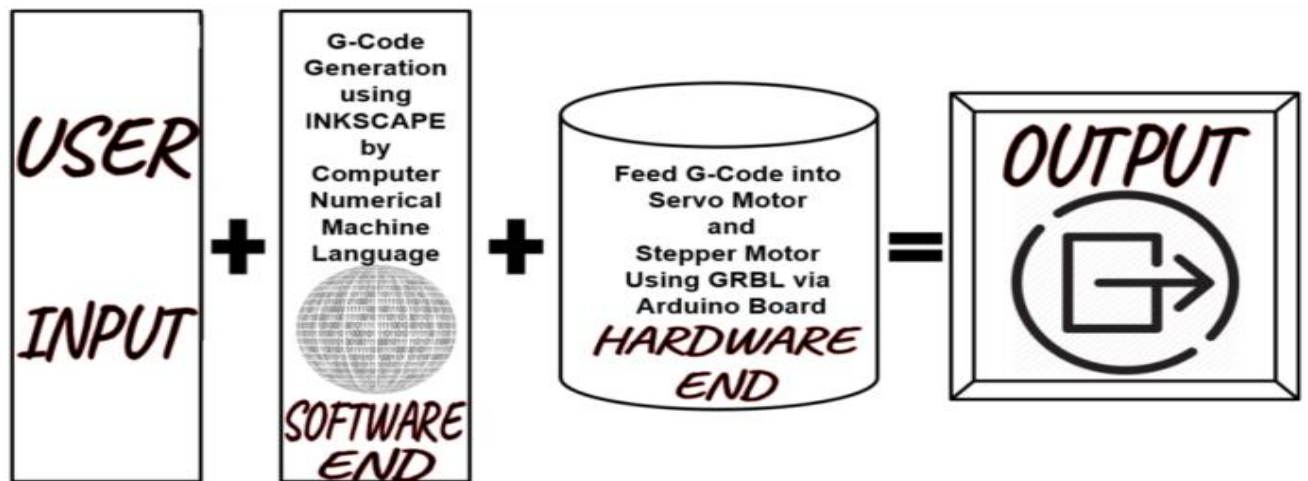 USER
INPUT
G-Code
Generation
using
INKSCAPE
by
Computer
Numerical
Machine
Language
SOFTWARE
END
Feed G-Code into
Servo Motor
and
Stepper Motor
Using GRBL via
Arduino Board
HARDWARE
END
OUTPUT